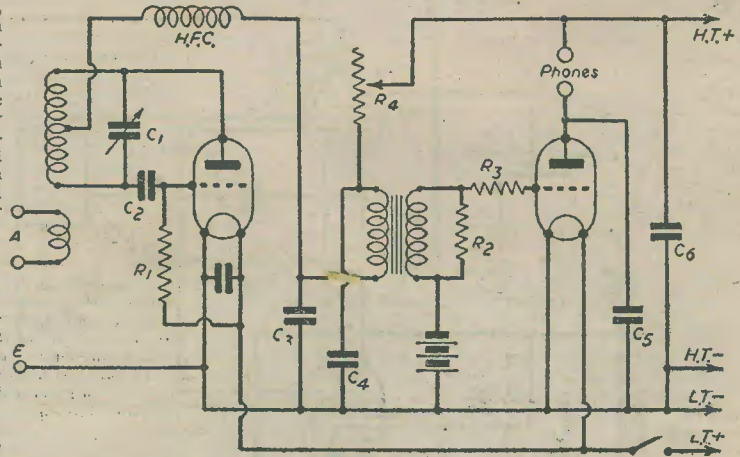 H.F.C.
H.T.+
Phones
R4
C1
C2
R3
A
R1
R2
C6
E
C3
C4
C5
H.T.-
L.T.-
L.T.+